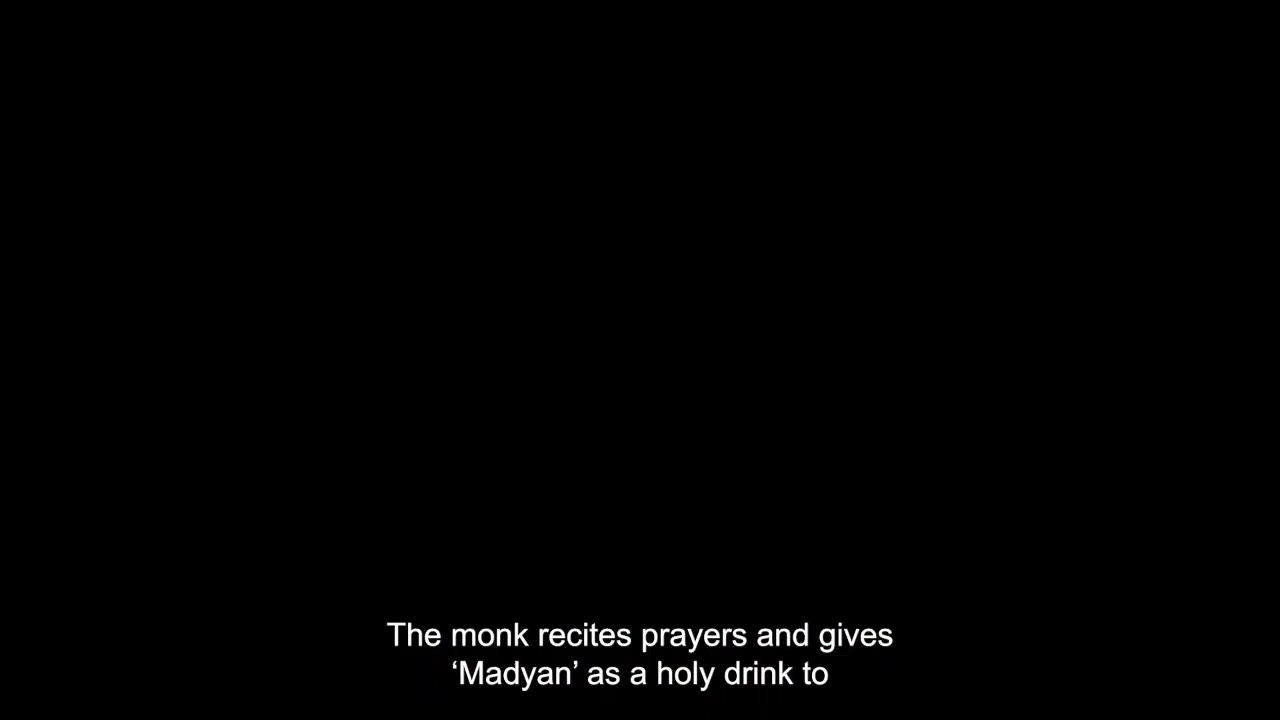 The monk recites prayers and gives
‘Madyan’ as a holy drink to